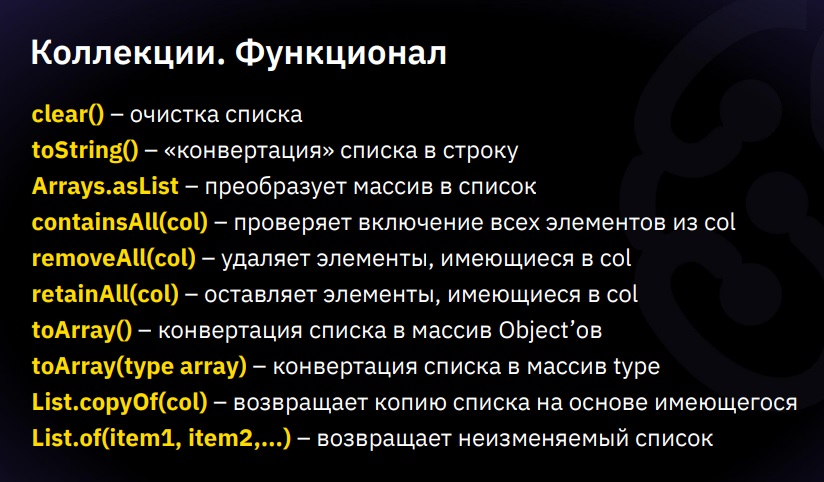 Коллекции. Функционал
clear() – очистка списка
toString() – «конвертация» списка в строку
Arrays.asList – преобразует массив в список
containsAll(col) – проверяет включение всех элементов из col
removeAll(col) – удаляет элементы, имеющиеся в col
retainAll(col) – оставляет элементы, имеющиеся в col
toArray() – конвертация списка в массив Object’ов
toArray(type array) – конвертация списка в массив type
List.copyOf(col) – возвращает копию списка на основе имеющегося
List.of(item1, item2,...) – возвращает неизменяемый список